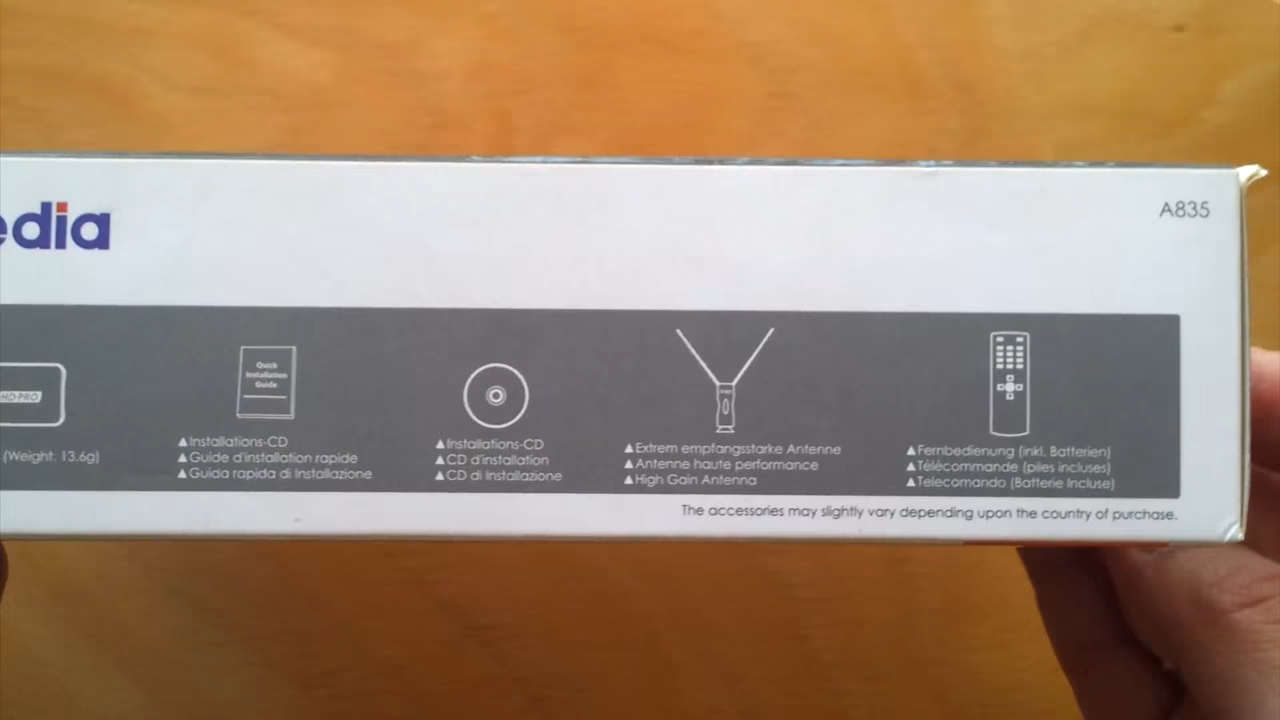 edia
A835
HD PRO
(Weight: 13.6g)
Quick
Installation
Guide
▲Installations-CD
▲Guide d'installation rapide
▲Guida rapida di Installazione
▲Installations-CD
▲CD d'installation
▲CD di Installazione
▲Extrem empfangsstarke Antenne
▲Antenne haute performance
▲High Gain Antenna
▲Fernbedienung (inkl. Batterien)
▲Télécommande (piles incluses)
▲Telecomando (Batterie Incluse)
The accessories may slightly vary depending upon the country of purchase.